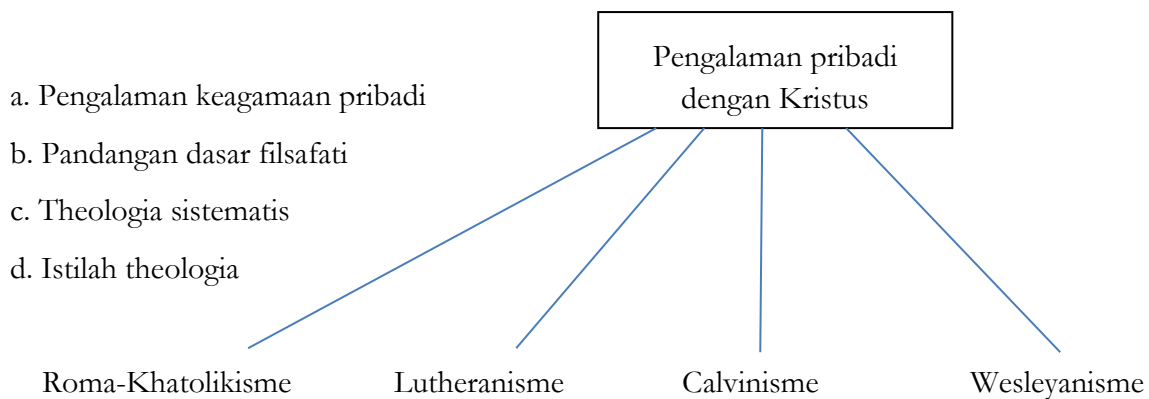 Pengalaman pribadi
dengan Kristus
a. Pengalaman keagamaan pribadi
b. Pandangan dasar filsafati
c. Theologia sistematis
d. Istilah theologia
Roma-Khatolikisme Lutheranisme Calvinisme Wesleyanisme